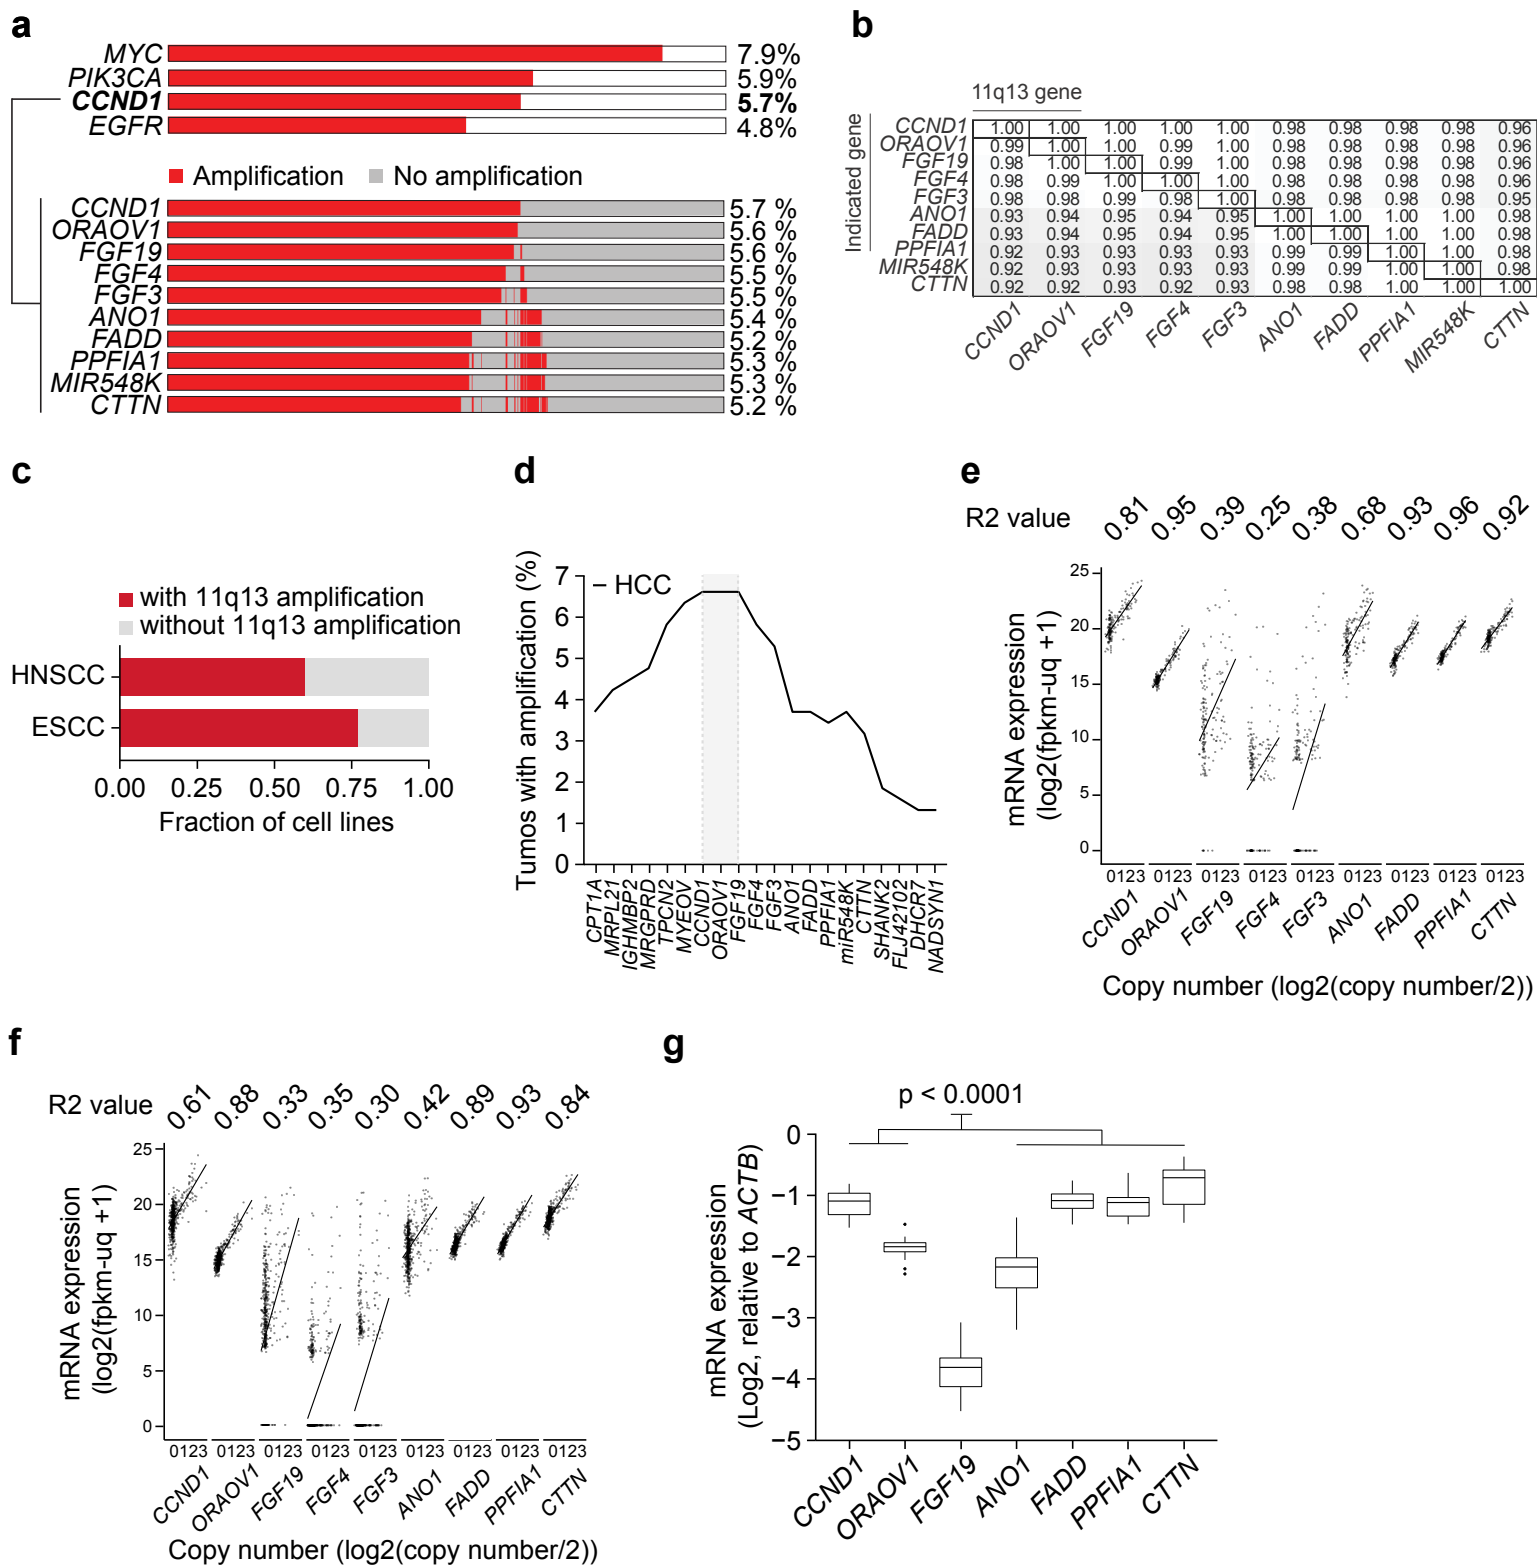 a
MYC 7.9%
PIK3CA 5.9%
CCND1 5.7%
EGFR 4.8%
Amplification No amplification
CCND1 5.7 %
ORAOV1 5.6 %
FGF19 5.6 %
FGF4 5.5 %
FGF3 5.5 %
ANO1 5.4 %
FADD 5.2 %
PPFIA1 5.3 %
MIR548K 5.3 %
CTTN 5.2 %
b
11q13 gene
Indicated gene
CCND1 1.00 1.00 1.00 1.00 1.00 0.98 0.98 0.98 0.98 0.96
ORAOV1 0.99 1.00 1.00 0.99 1.00 0.98 0.98 0.98 0.98 0.96
FGF19 0.98 1.00 1.00 0.99 1.00 0.98 0.98 0.98 0.98 0.96
FGF4 0.98 0.99 1.00 1.00 1.00 0.98 0.98 0.98 0.98 0.96
FGF3 0.98 0.98 0.99 0.98 1.00 0.98 0.98 0.98 0.98 0.95
ANO1 0.93 0.94 0.95 0.94 0.95 1.00 1.00 1.00 1.00 0.98
FADD 0.93 0.94 0.95 0.94 0.95 1.00 1.00 1.00 1.00 0.98
PPFIA1 0.92 0.93 0.93 0.93 0.93 0.99 0.99 1.00 1.00 0.98
MIR548K 0.92 0.93 0.93 0.93 0.93 0.99 0.99 1.00 1.00 0.98
CTTN 0.92 0.92 0.93 0.92 0.93 0.98 0.98 1.00 1.00 1.00
CCND1 ORAOV1 FGF19 FGF4 FGF3 ANO1 FADD PPFIA1 MIR548K CTTN
c
with 11q13 amplification
without 11q13 amplification
HNSCC
ESCC
0.00 0.25 0.50 0.75 1.00
Fraction of cell lines
d
Tumos with amplification (%)
HCC
7
6
5
4
3
2
1
0
CPT1A MRPL21 IGHMBP2 MRGPRD TPCN2 MYEOV CCND1 ORAOV1 FGF19 FGF4 FGF3 ANO1 FADD PPFIA1 miR548K CTTN SHANK2 FLJ42102 DHCR7 NADSYN1
e
R2 value 0.81 0.95 0.39 0.25 0.38 0.68 0.93 0.96 0.92
mRNA expression
(log2(fpkm-uq +1)
25
20
15
10
5
0
0123 0123 0123 0123 0123 0123 0123 0123 0123
CCND1 ORAOV1 FGF19 FGF4 FGF3 ANO1 FADD PPFIA1 CTTN
Copy number (log2(copy number/2))
f
R2 value 0.61 0.88 0.33 0.35 0.30 0.42 0.89 0.93 0.84
mRNA expression
(log2(fpkm-uq +1)
25
20
15
10
5
0
0123 0123 0123 0123 0123 0123 0123 0123 0123
CCND1 ORAOV1 FGF19 FGF4 FGF3 ANO1 FADD PPFIA1 CTTN
Copy number (log2(copy number/2))
g
p < 0.0001
mRNA expression
(Log2, relative to ACTB)
0
−1
−2
−3
−4
−5
CCND1 ORAOV1 FGF19 ANO1 FADD PPFIA1 CTTN